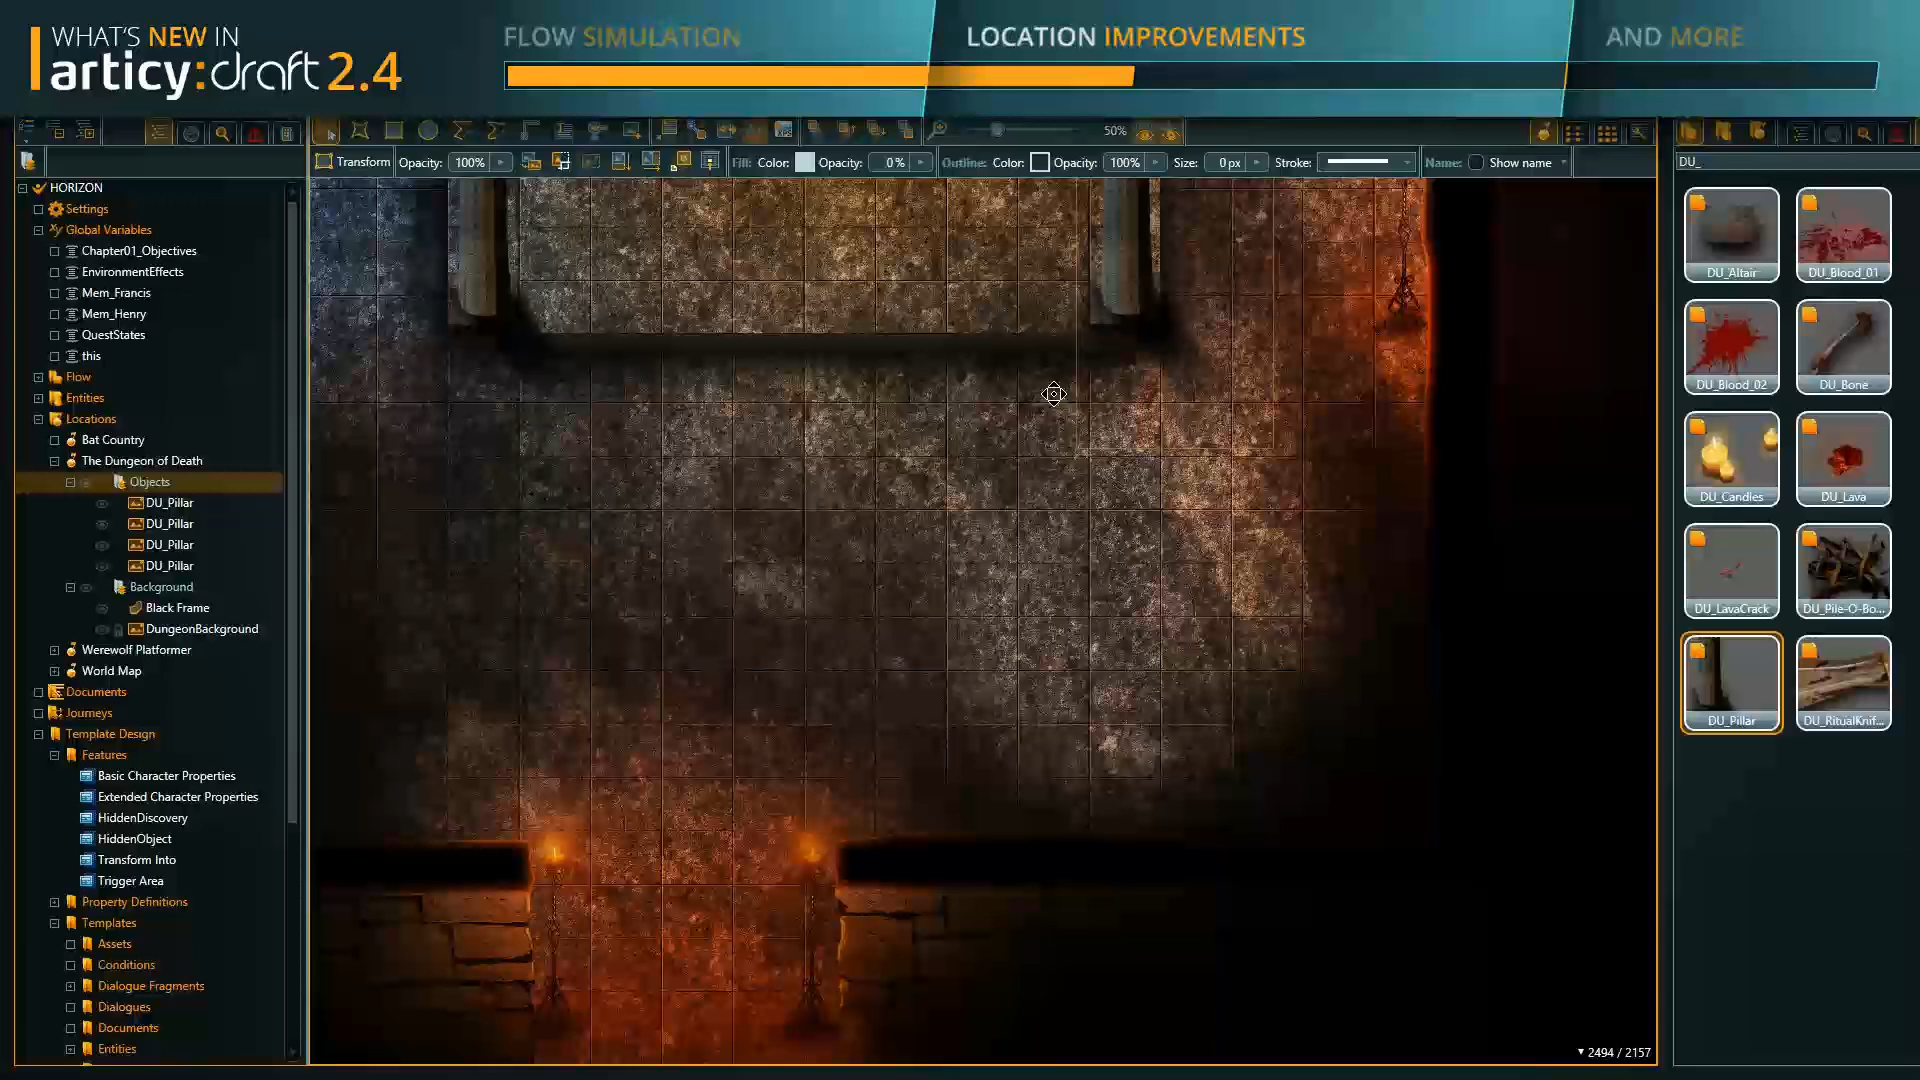 WHAT'S NEW IN
articy:draft 2.4
FLOW SIMULATION
LOCATION IMPROVEMENTS
AND MORE
50%
Transform
Opacity: 100%
Fill: Color: Opacity: 0 %
Outline: Color: Opacity: 100% Size: 0 px Stroke:
Name: Show name
DU_
HORIZON
Settings
Global Variables
Chapter01_Objectives
EnvironmentEffects
Mem_Francis
Mem_Henry
QuestStates
this
Flow
Entities
Locations
Bat Country
The Dungeon of Death
Objects
DU_Pillar
DU_Pillar
DU_Pillar
DU_Pillar
Background
Black Frame
DungeonBackground
Werewolf Platformer
World Map
Documents
Journeys
Template Design
Features
Basic Character Properties
Extended Character Properties
HiddenDiscovery
HiddenObject
Transform Into
Trigger Area
Property Definitions
Templates
Assets
Conditions
Dialogue Fragments
Dialogues
Documents
Entities
2494 / 2157
DU_Altair
DU_Blood_01
DU_Blood_02
DU_Bone
DU_Candles
DU_Lava
DU_LavaCrack
DU_Pile-O-Bo...
DU_Pillar
DU_RitualKnif...